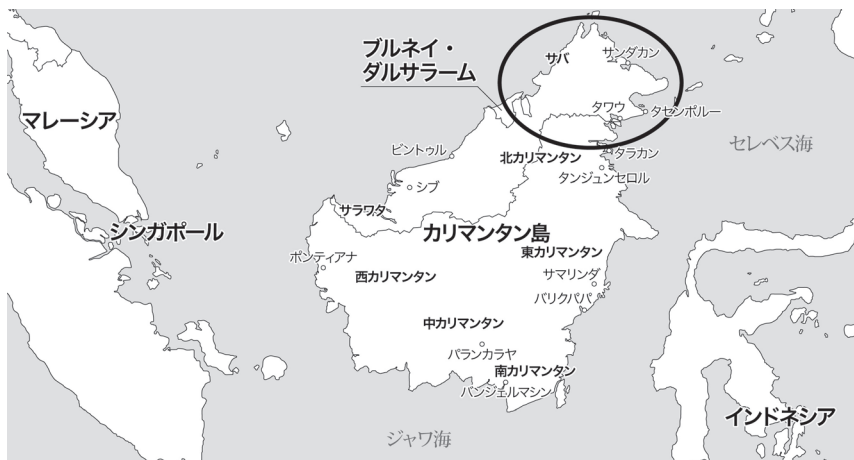 ブルネイ・
ダルサラーム
サバ
サンダカン
タワウ
タセンポルー
マレーシア
セレベス海
ビントゥル
北カリマンタン
タラカン
タンジュンセロル
シブ
サラワタ
シンガポール
カリマンタン島
東カリマンタン
ポンティアナ
西カリマンタン
サマリンダ
バリクパパ
中カリマンタン
パランカラヤ
南カリマンタン
バンジェルマシン
インドネシア
ジャワ海